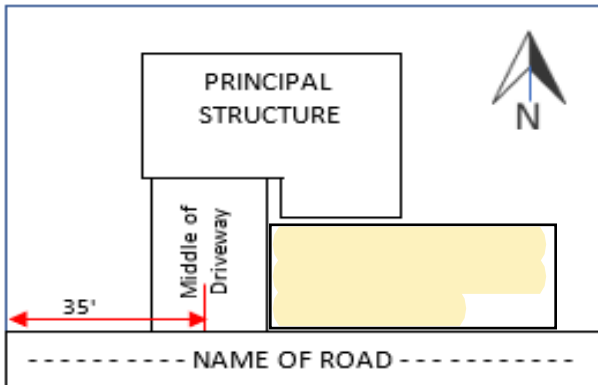 PRINCIPAL
STRUCTURE
N
Middle of
Driveway
35'
NAME OF ROAD